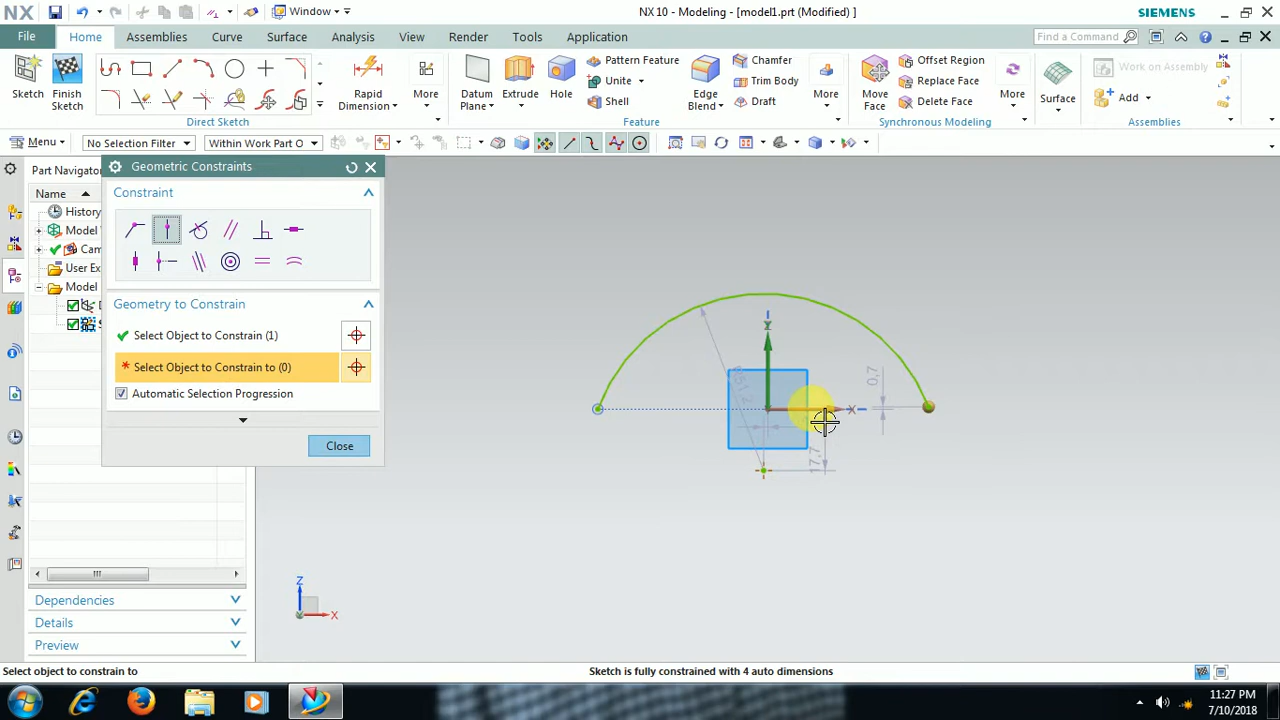 NX
Window
NX 10 - Modeling - [model1.prt (Modified) ]
SIEMENS
File
Home
Assemblies
Curve
Surface
Analysis
View
Render
Tools
Application
Find a Command
Sketch
Finish Sketch
Rapid Dimension
More
Direct Sketch
Datum Plane
Extrude
Hole
Pattern Feature
Unite
Shell
Edge Blend
Chamfer
Trim Body
Draft
More
Feature
Move Face
Offset Region
Replace Face
Delete Face
More
Synchronous Modeling
Surface
Work on Assembly
Add
Assemblies
Menu
No Selection Filter
Within Work Part O
Part Navigato
Name
History
Model
Cam
User Ex
Model
Geometric Constraints
Constraint
Geometry to Constrain
Select Object to Constrain (1)
* Select Object to Constrain to (0)
Automatic Selection Progression
Close
Y
X
0,7
17,7
Z
X
Y
Dependencies
Details
Preview
Select object to constrain to
Sketch is fully constrained with 4 auto dimensions
11:27 PM
7/10/2018